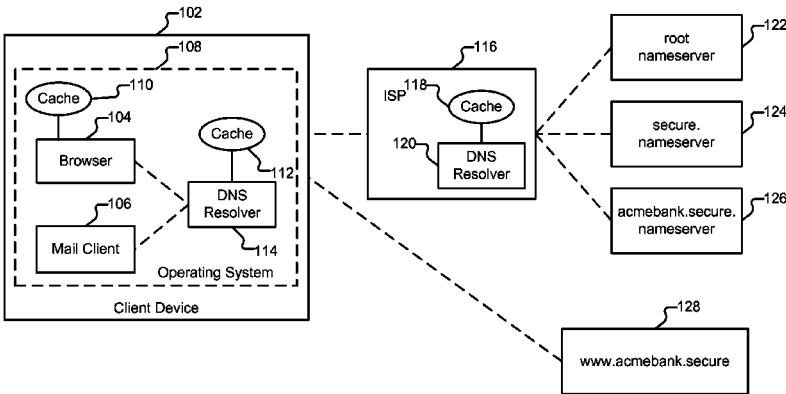 102
108
110
Cache
104
Browser
106
Mail Client
Cache
112
DNS
Resolver
114
Operating System
Client Device
116
ISP
118
Cache
120
DNS
Resolver
root
nameserver
122
secure.
nameserver
124
acmebank.secure.
nameserver
126
128
www.acmebank.secure